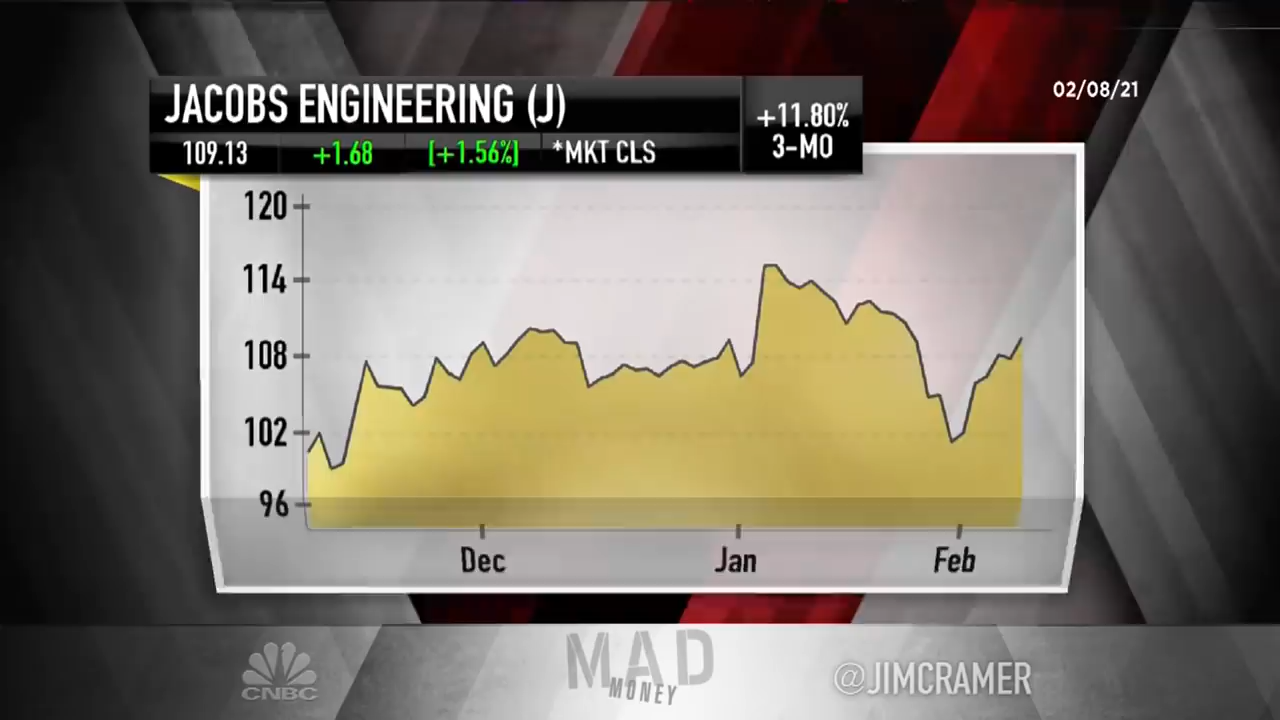 JACOBS ENGINEERING (J)
109.13 +1.68 [+1.56%] *MKT CLS
+11.80%
3-MO
02/08/21
120
114
108
102
96
Dec Jan Feb
CNBC
MAD
MONEY
@JIMCRAMER